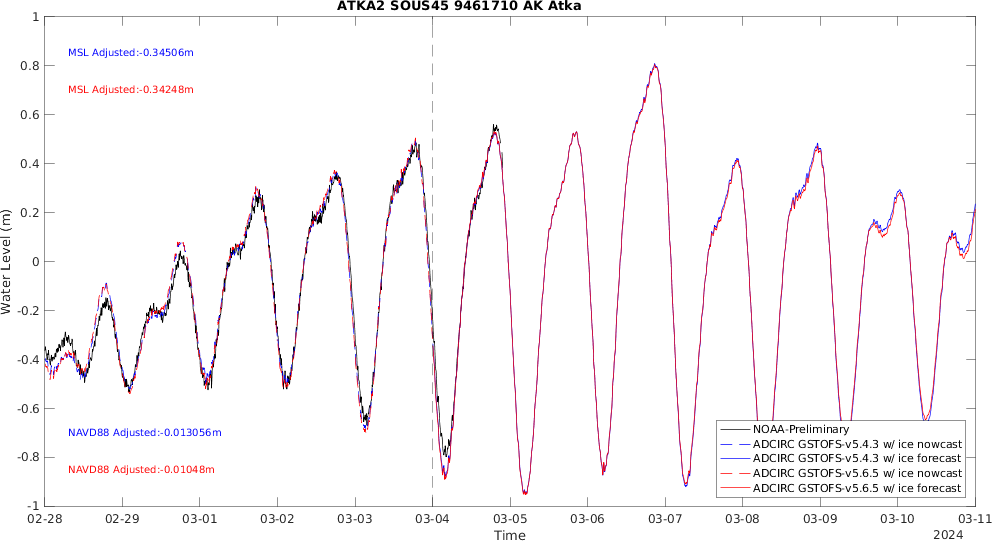 ATKA2 SOUS45 9461710 AK Atka
MSL Adjusted:-0.34506m
MSL Adjusted:-0.34248m
NAVD88 Adjusted:-0.013056m
NAVD88 Adjusted:-0.01048m
Water Level (m)
1
0.8
0.6
0.4
0.2
0
-0.2
-0.4
-0.6
-0.8
-1
NOAA-Preliminary
ADCIRC GSTOFS-v5.4.3 w/ ice nowcast
ADCIRC GSTOFS-v5.4.3 w/ ice forecast
ADCIRC GSTOFS-v5.6.5 w/ ice nowcast
ADCIRC GSTOFS-v5.6.5 w/ ice forecast
02-28 02-29 03-01 03-02 03-03 03-04 03-05 03-06 03-07 03-08 03-09 03-10 03-11
Time
2024